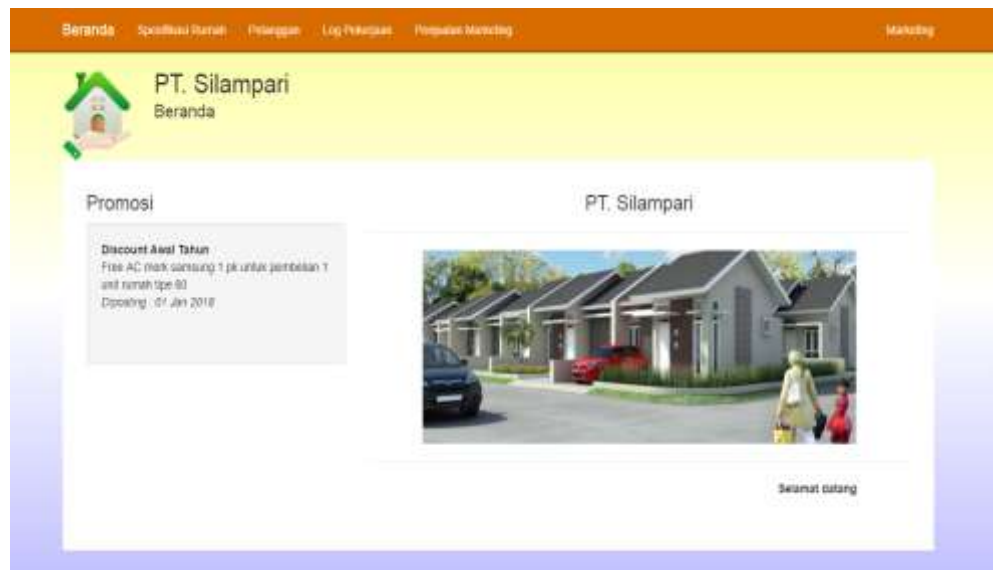 Beranda Spesifikasi Rumah Pelanggan Log Pekerjaan Penjualan Marketing Marketing
PT. Silampari
Beranda
Promosi
PT. Silampari
Discount Awal Tahun
Free AC merk samsung 1 pk untuk pembelian 1
unit rumah tipe 60
Diposting : 01 Jan 2018
Selamat datang